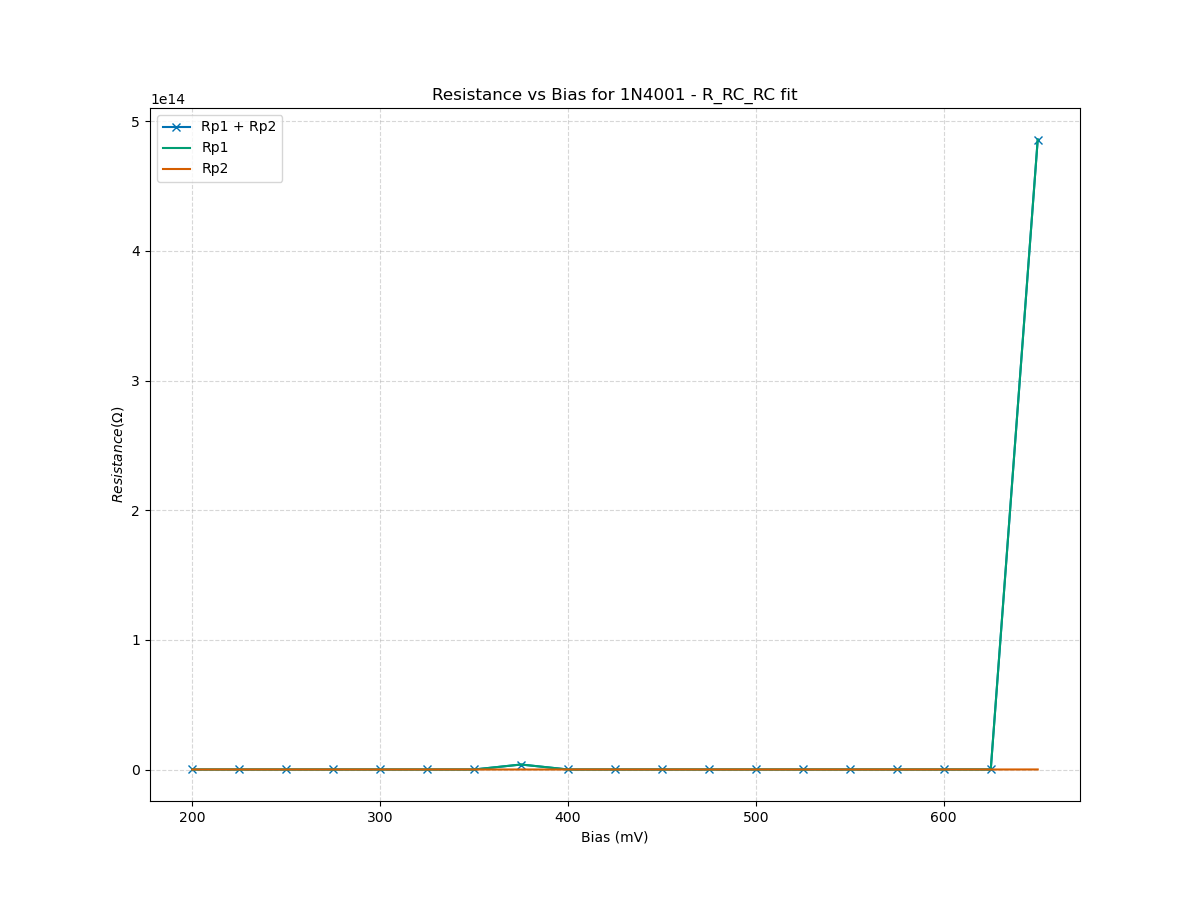 Resistance vs Bias for 1N4001 - R_RC_RC fit
1e14
Rp1 + Rp2
Rp1
Rp2
5
4
3
2
1
0
Resistance(Ω)
200 300 400 500 600
Bias (mV)